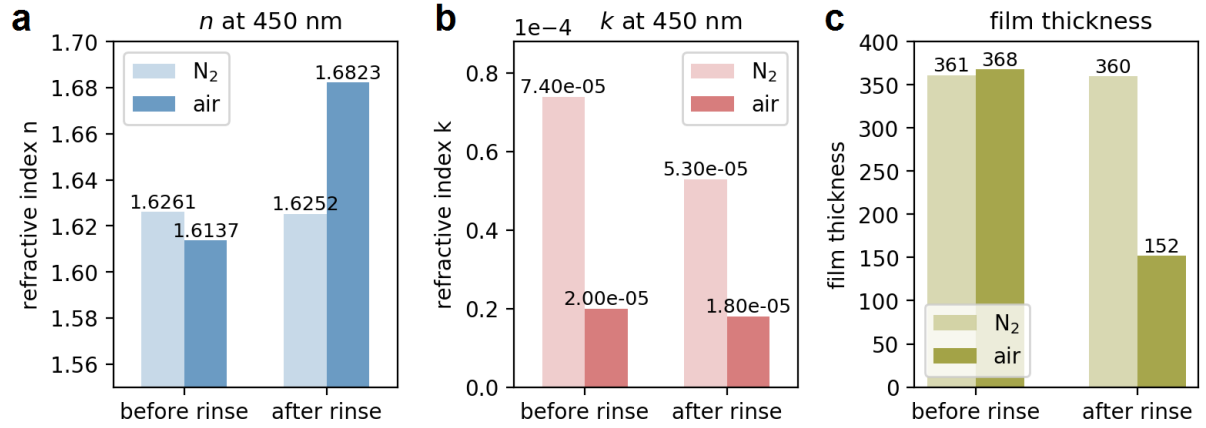 a
n at 450 nm
refractive index n
1.70
1.68
1.66
1.64
1.62
1.60
1.58
1.56
N₂
air
1.6261
1.6137
1.6252
1.6823
before rinse
after rinse
b
1e-4
k at 450 nm
refractive index k
0.8
0.6
0.4
0.2
0.0
N₂
air
7.40e-05
2.00e-05
5.30e-05
1.80e-05
before rinse
after rinse
c
film thickness
film thickness
400
350
300
250
200
150
100
50
0
361
368
360
152
N₂
air
before rinse
after rinse